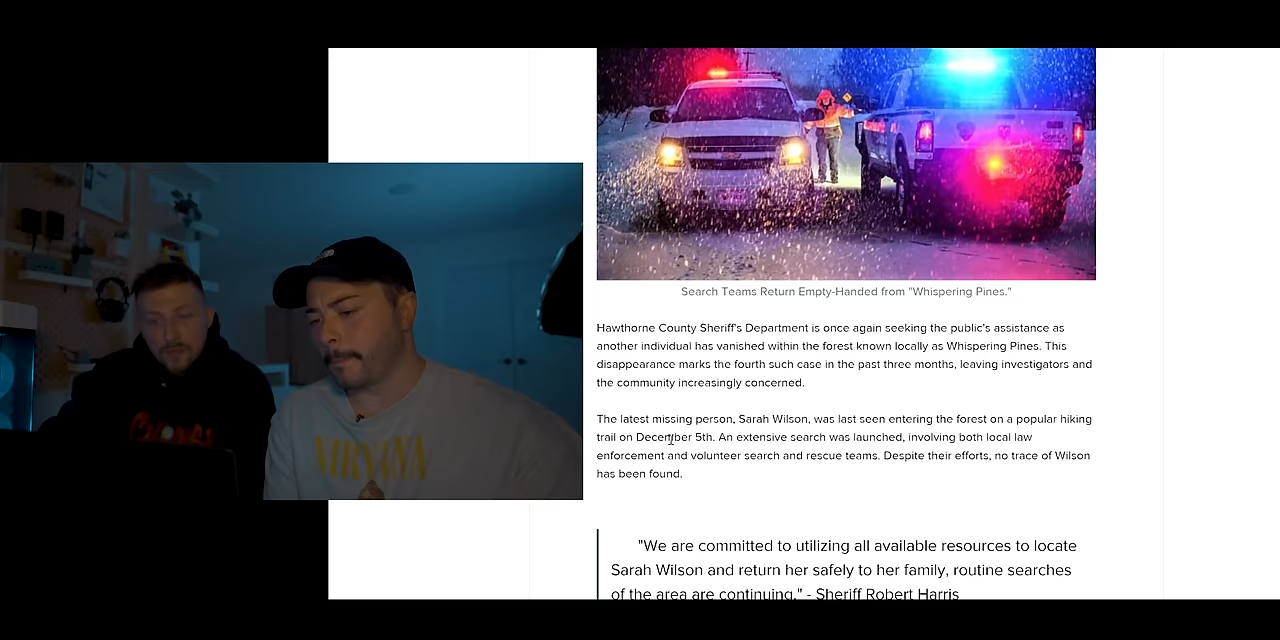 Search Teams Return Empty-Handed from "Whispering Pines."
Hawthorne County Sheriff's Department is once again seeking the public's assistance as
another individual has vanished within the forest known locally as Whispering Pines. This
disappearance marks the fourth such case in the past three months, leaving investigators and
the community increasingly concerned.
The latest missing person, Sarah Wilson, was last seen entering the forest on a popular hiking
trail on December 5th. An extensive search was launched, involving both local law
enforcement and volunteer search and rescue teams. Despite their efforts, no trace of Wilson
has been found.
"We are committed to utilizing all available resources to locate
Sarah Wilson and return her safely to her family, routine searches
of the area are continuing." - Sheriff Robert Harris
NIRVANA